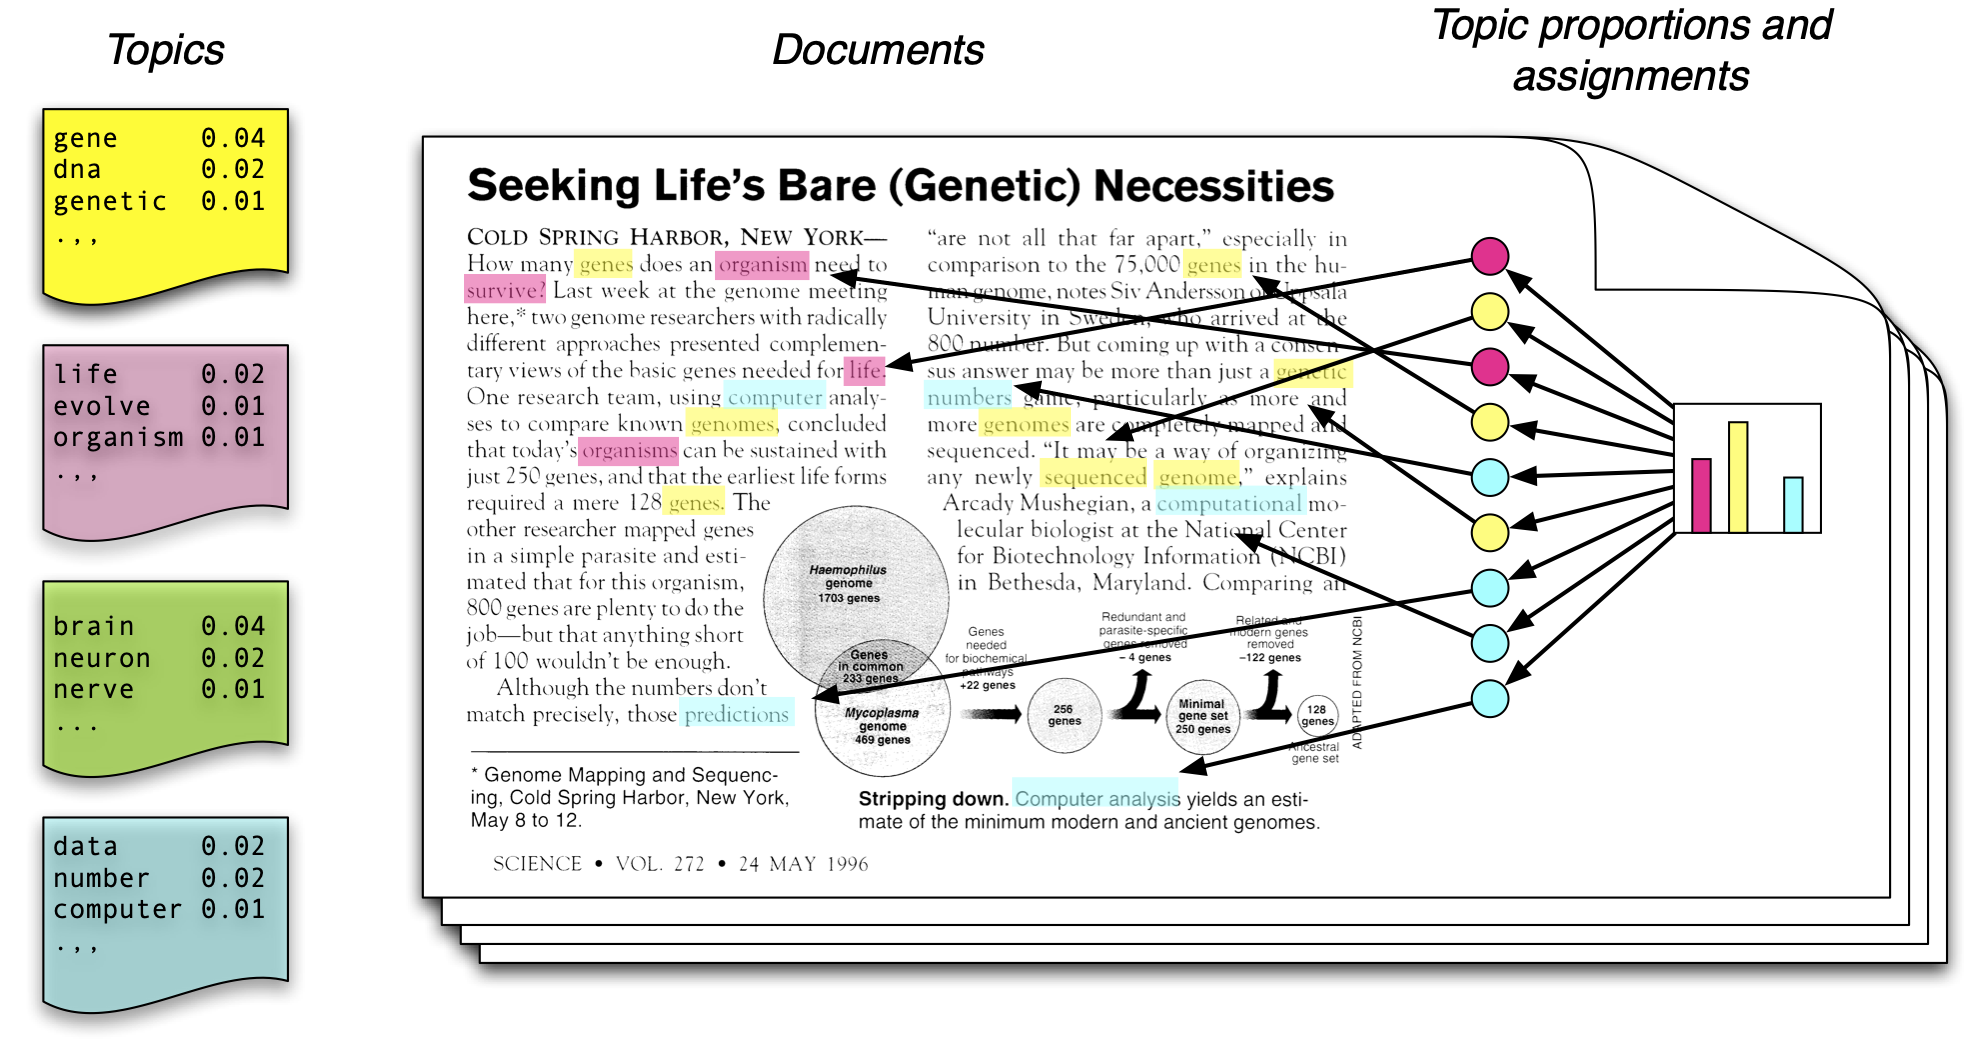 Topics
Documents
Topic proportions and
assignments
gene 0.04
dna 0.02
genetic 0.01
.,,
life 0.02
evolve 0.01
organism 0.01
.,,
brain 0.04
neuron 0.02
nerve 0.01
...
data 0.02
number 0.02
computer 0.01
.,,
Seeking Life's Bare (Genetic) Necessities
COLD SPRING HARBOR, NEW YORK—
How many genes does an organism need to
survive? Last week at the genome meeting
here,* two genome researchers with radically
different approaches presented complemen-
tary views of the basic genes needed for life.
One research team, using computer analy-
ses to compare known genomes, concluded
that today's organisms can be sustained with
just 250 genes, and that the earliest life forms
required a mere 128 genes. The
other researcher mapped genes
in a simple parasite and esti-
mated that for this organism,
800 genes are plenty to do the
job—but that anything short
of 100 wouldn't be enough.
Although the numbers don't
match precisely, those predictions
* Genome Mapping and Sequenc-
ing, Cold Spring Harbor, New York,
May 8 to 12.
"are not all that far apart," especially in
comparison to the 75,000 genes in the hu-
man genome, notes Siv Andersson of Uppsala
University in Sweden, who arrived at the
800 number. But coming up with a consen-
sus answer may be more than just a genetic
numbers game, particularly as more and
more genomes are completely mapped and
sequenced. "It may be a way of organizing
any newly sequenced genome," explains
Arcady Mushegian, a computational mo-
lecular biologist at the National Center
for Biotechnology Information (NCBI)
in Bethesda, Maryland. Comparing an
Haemophilus
genome
1703 genes
Genes
in common
233 genes
Mycoplasma
genome
469 genes
Genes
needed
for biochemical
pathways
+22 genes
256
genes
Redundant and
parasite-specific
genes removed
– 4 genes
Minimal
gene set
250 genes
Related and
modern genes
removed
–122 genes
128
genes
Ancestral
gene set
ADAPTED FROM NCBI
Stripping down. Computer analysis yields an esti-
mate of the minimum modern and ancient genomes.
SCIENCE • VOL. 272 • 24 MAY 1996